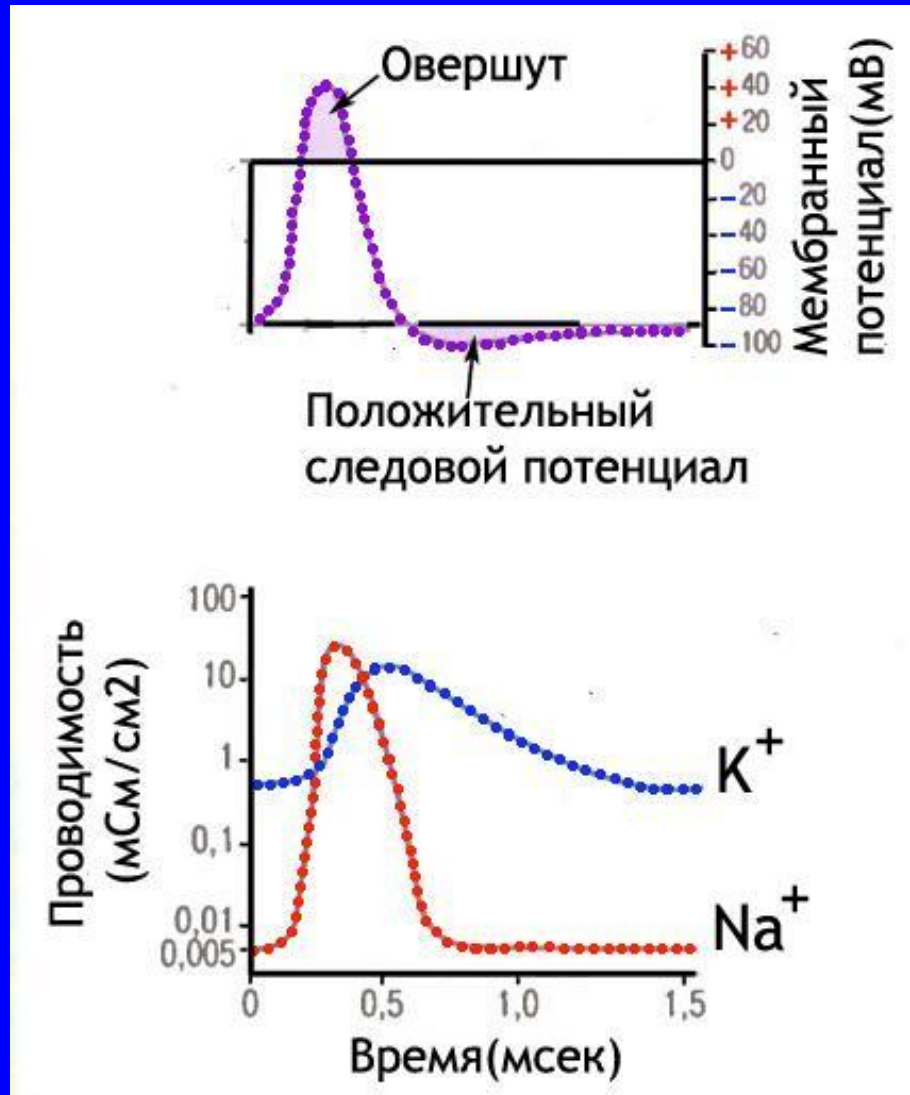 Овершут
+60
+40
+20
0
−20
−40
−60
−80
−100
Мембранный
потенциал(мВ)
Положительный
следовой потенциал
Проводимость
(мСм/см2)
100
10
1
0,1
0,01
0,005
K⁺
Na⁺
0 0,5 1,0 1,5
Время(мсек)